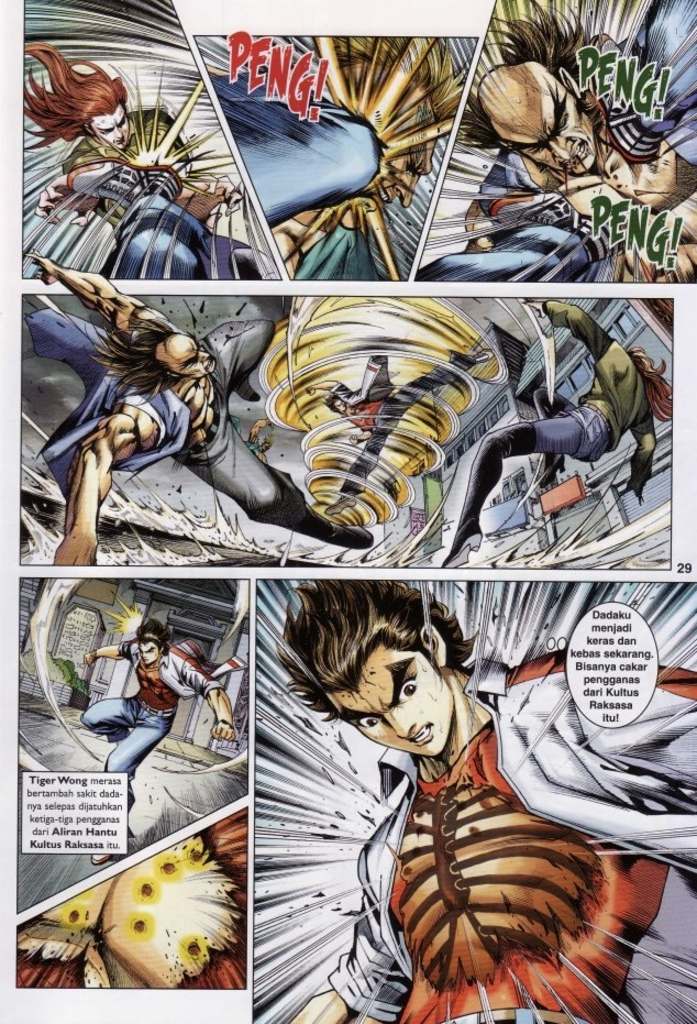 PENG!
PENG!
PENG!
29
Tiger Wong merasa
bertambah sakit dada-
nya selepas dijatuhkan
ketiga-tiga pengganas
dari Aliran Hantu
Kultus Raksasa itu.
Dadaku
menjadi
keras dan
kebas sekarang.
Bisanya cakar
pengganas
dari Kultus
Raksasa
itu!